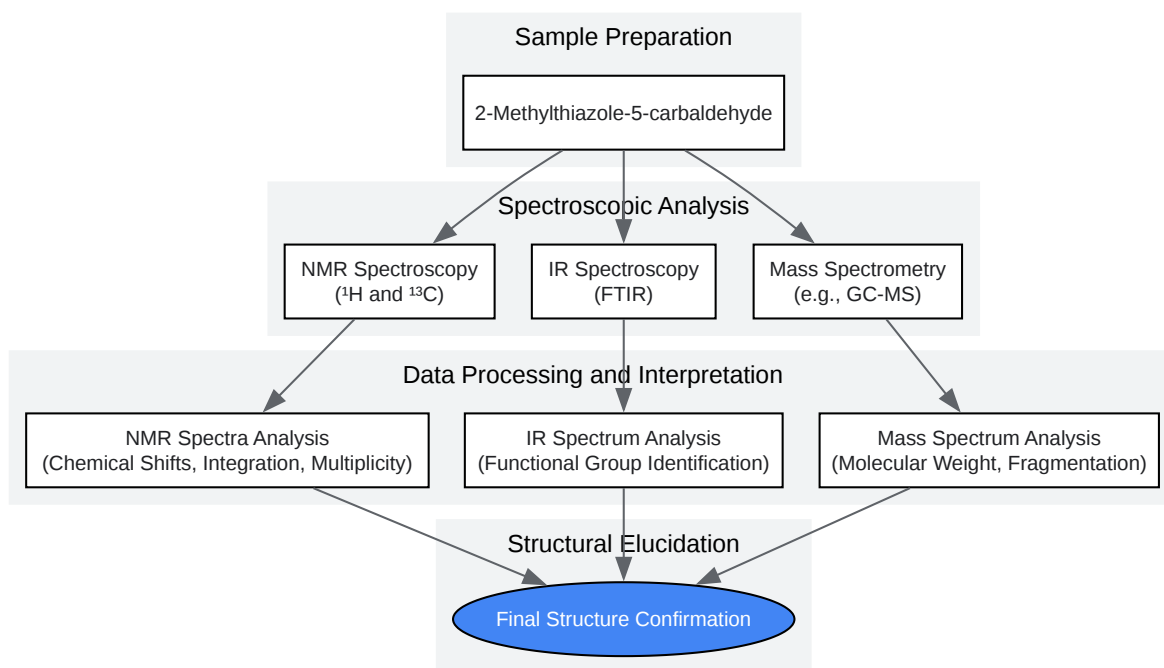 Sample Preparation
2-Methylthiazole-5-carbaldehyde
Spectroscopic Analysis
NMR Spectroscopy
(¹H and ¹³C)
IR Spectroscopy
(FTIR)
Mass Spectrometry
(e.g., GC-MS)
Data Processing and Interpretation
NMR Spectra Analysis
(Chemical Shifts, Integration, Multiplicity)
IR Spectrum Analysis
(Functional Group Identification)
Mass Spectrum Analysis
(Molecular Weight, Fragmentation)
Structural Elucidation
Final Structure Confirmation